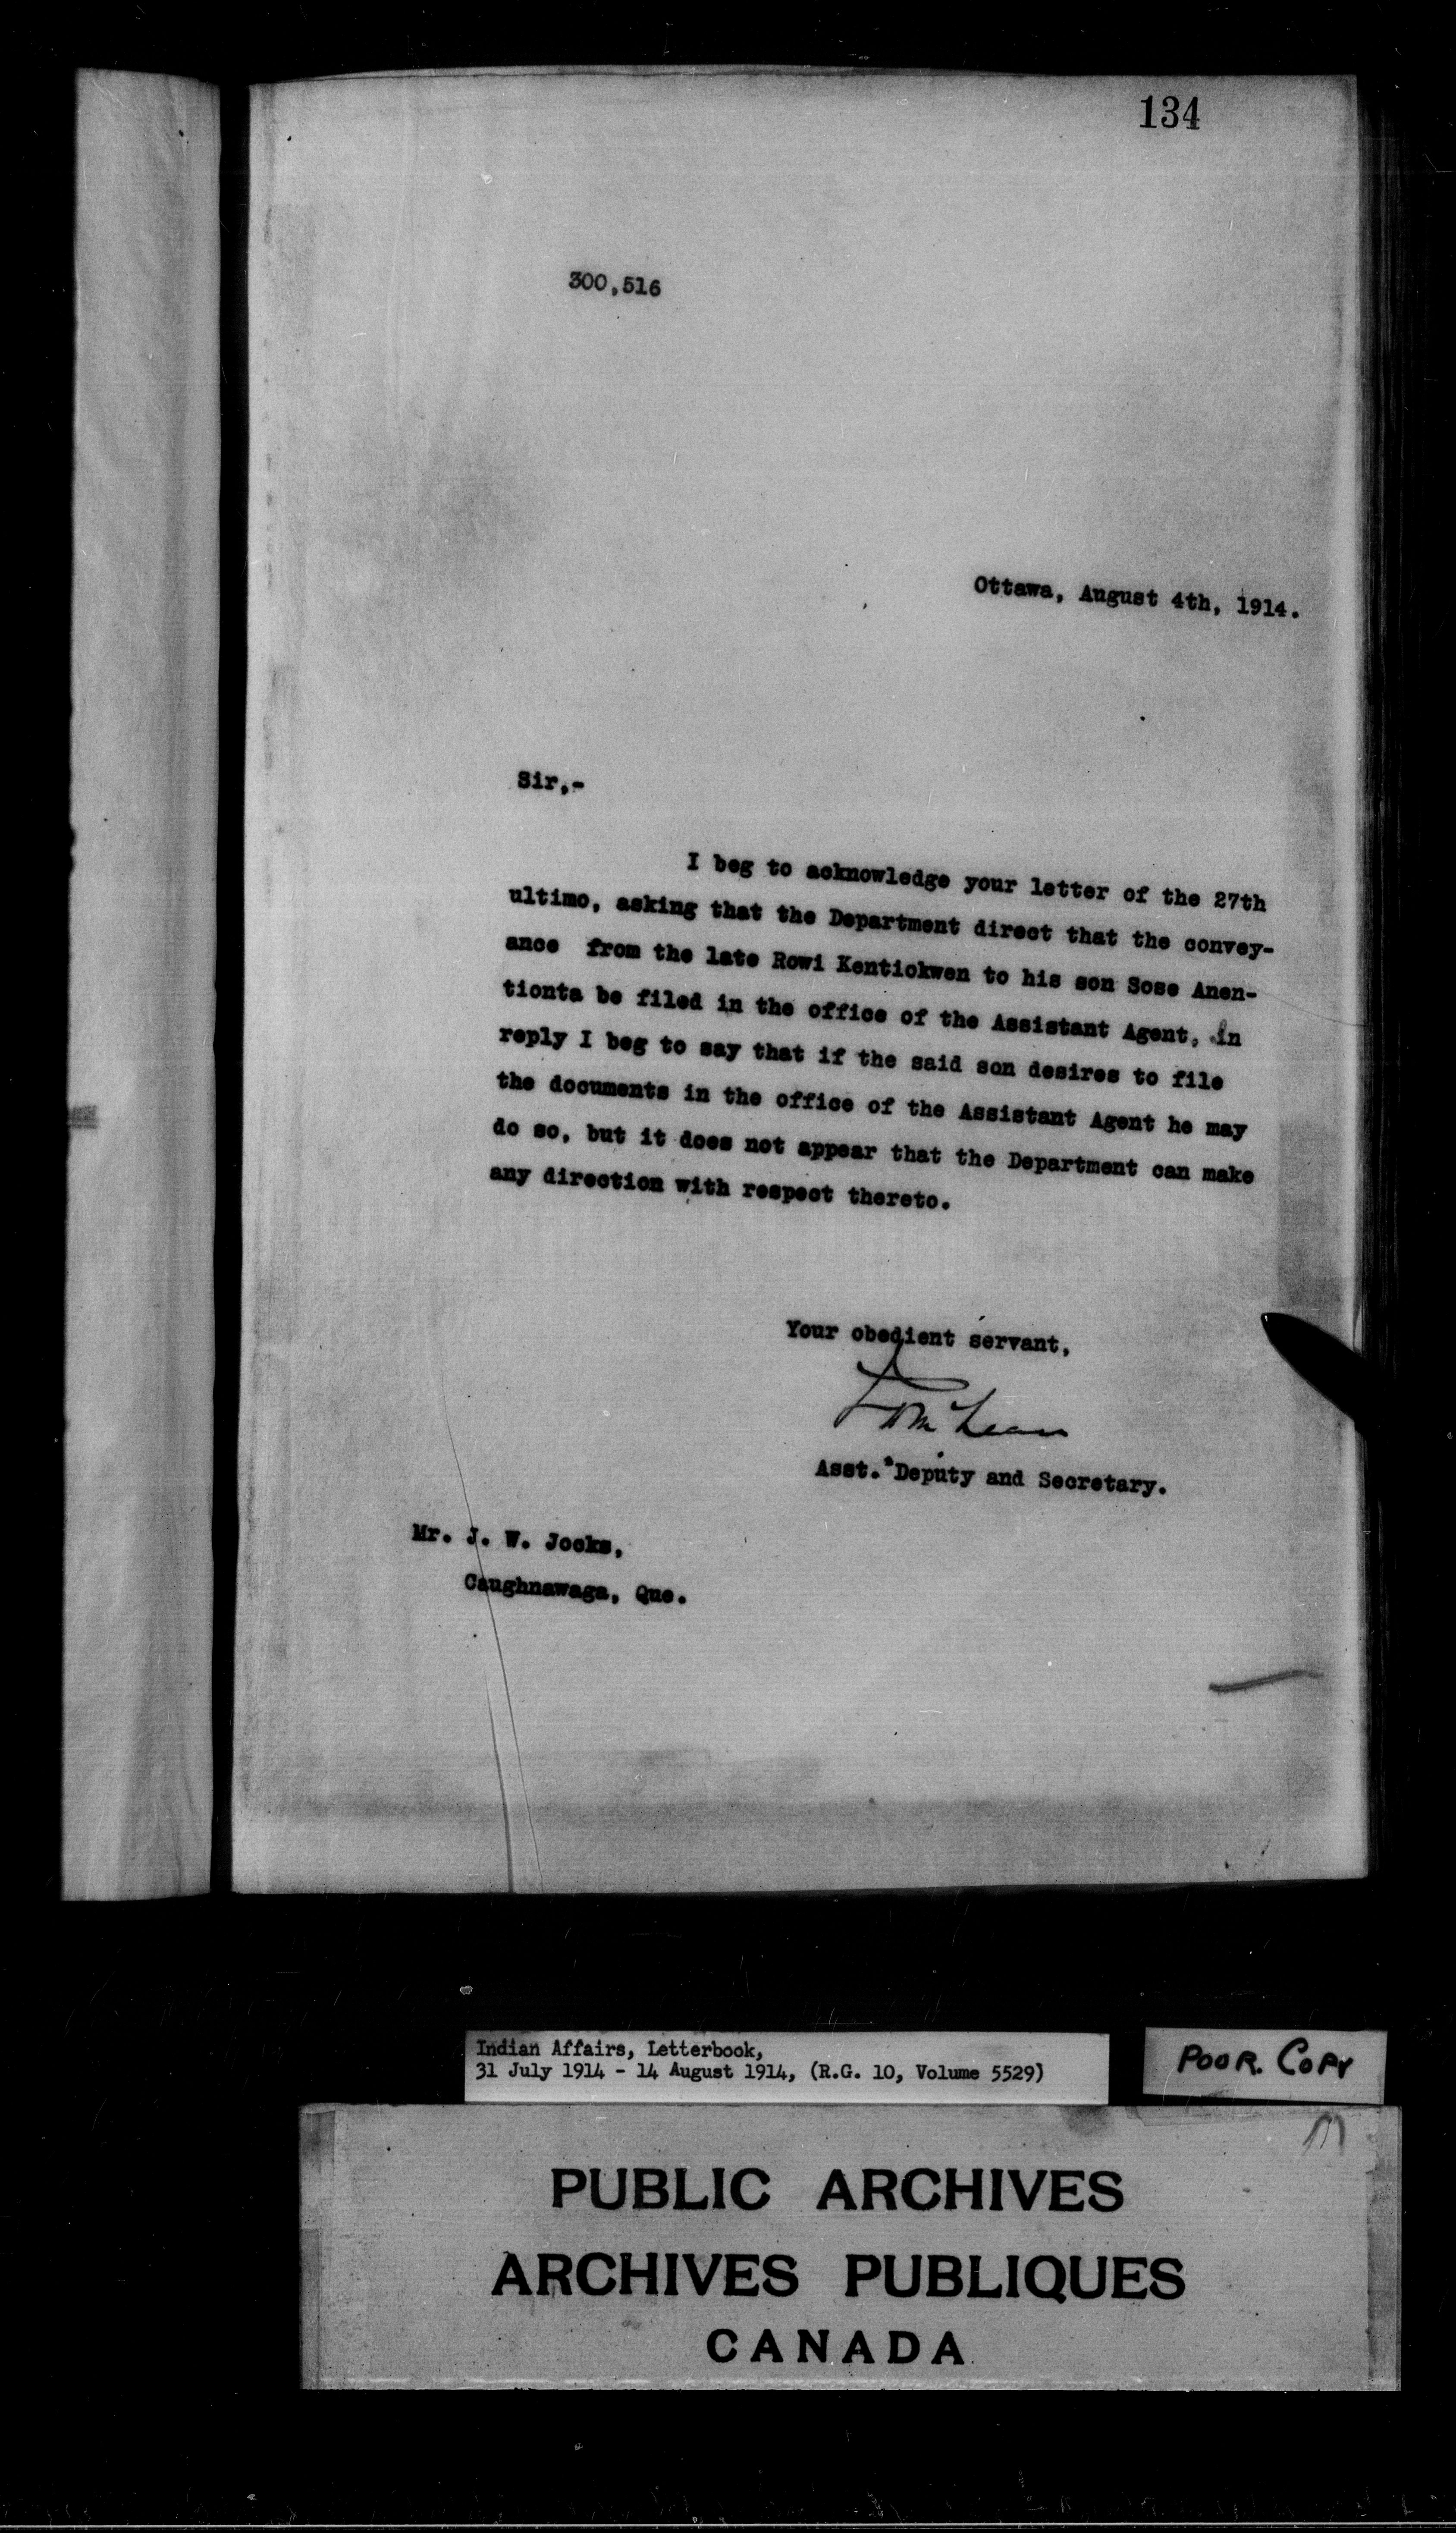 134
300,516
Ottawa, August 4th, 1914.
Sir,-
I beg to acknowledge your letter of the 27th
ultimo, asking that the Department direct that the convey-
ance from the late Rowi Kentiokwen to his son Sose Anen-
tionta be filed in the office of the Assistant Agent, in
reply I beg to say that if the said son desires to file
the documents in the office of the Assistant Agent he may
do so, but it does not appear that the Department can make
any direction with respect thereto.
Your obedient servant,
McLean
Asst. Deputy and Secretary.
Mr. J. W. Jocks,
Caughnawaga, Que.
Indian Affairs, Letterbook,
31 July 1914 - 14 August 1914, (R.G. 10, Volume 5529)
POOR. COPY
PUBLIC ARCHIVES
ARCHIVES PUBLIQUES
CANADA